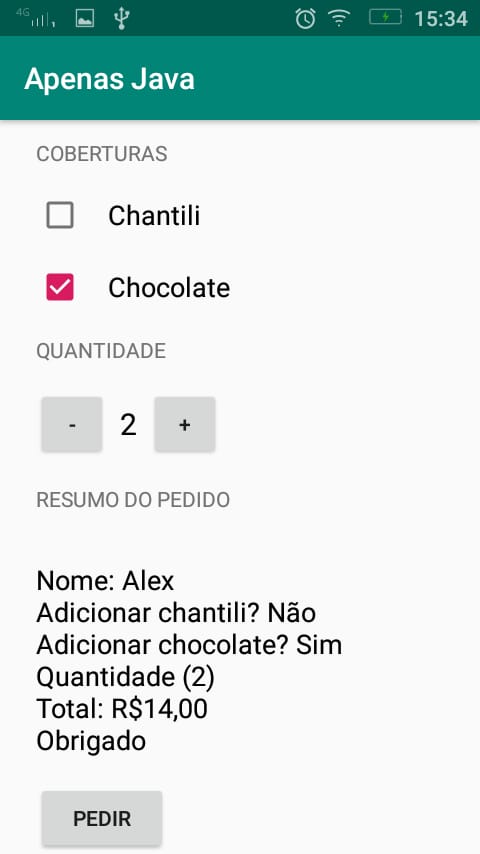 4G 15:34
Apenas Java
COBERTURAS
Chantili
Chocolate
QUANTIDADE
- 2 +
RESUMO DO PEDIDO
Nome: Alex
Adicionar chantili? Não
Adicionar chocolate? Sim
Quantidade (2)
Total: R$14,00
Obrigado
PEDIR